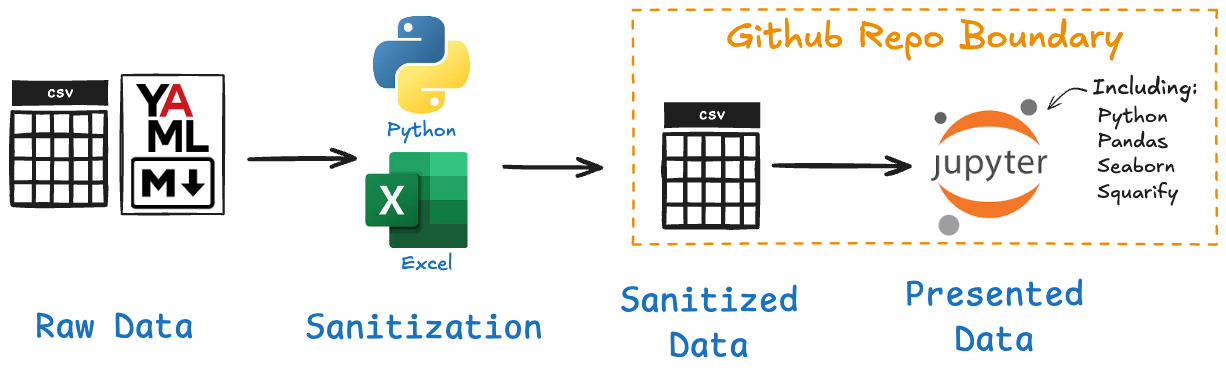 Github Repo Boundary
csv
YAML
M
Python
X
Excel
csv
jupyter
Including:
Python
Pandas
Seaborn
Squarify
Raw Data
Sanitization
Sanitized
Data
Presented
Data